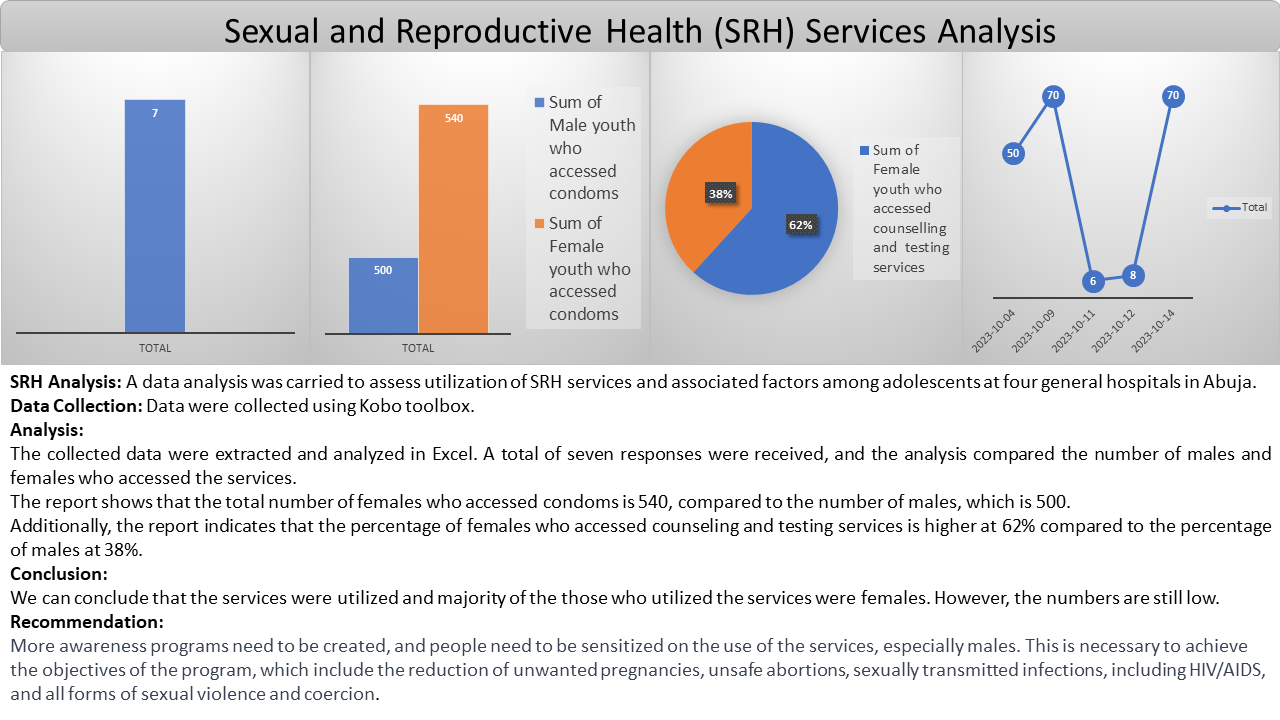 Sexual and Reproductive Health (SRH) Services Analysis
7
TOTAL
500
540
TOTAL
Sum of
Male youth
who
accessed
condoms
Sum of
Female
youth who
accessed
condoms
38%
62%
Sum of
Female
youth who
accessed
counselling
and testing
services
50
70
6
8
70
2023-10-04
2023-10-09
2023-10-11
2023-10-12
2023-10-14
Total
SRH Analysis: A data analysis was carried to assess utilization of SRH services and associated factors among adolescents at four general hospitals in Abuja.
Data Collection: Data were collected using Kobo toolbox.
Analysis:
The collected data were extracted and analyzed in Excel. A total of seven responses were received, and the analysis compared the number of males and
females who accessed the services.
The report shows that the total number of females who accessed condoms is 540, compared to the number of males, which is 500.
Additionally, the report indicates that the percentage of females who accessed counseling and testing services is higher at 62% compared to the percentage
of males at 38%.
Conclusion:
We can conclude that the services were utilized and majority of the those who utilized the services were females. However, the numbers are still low.
Recommendation:
More awareness programs need to be created, and people need to be sensitized on the use of the services, especially males. This is necessary to achieve
the objectives of the program, which include the reduction of unwanted pregnancies, unsafe abortions, sexually transmitted infections, including HIV/AIDS,
and all forms of sexual violence and coercion.